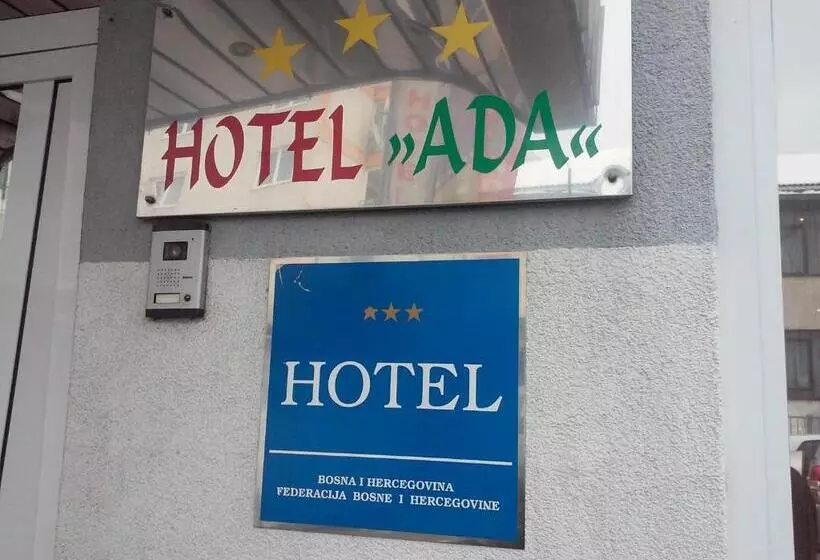 HOTEL »ADA«
HOTEL
BOSNA I HERCEGOVINA
FEDERACIJA BOSNE I HERCEGOVINE